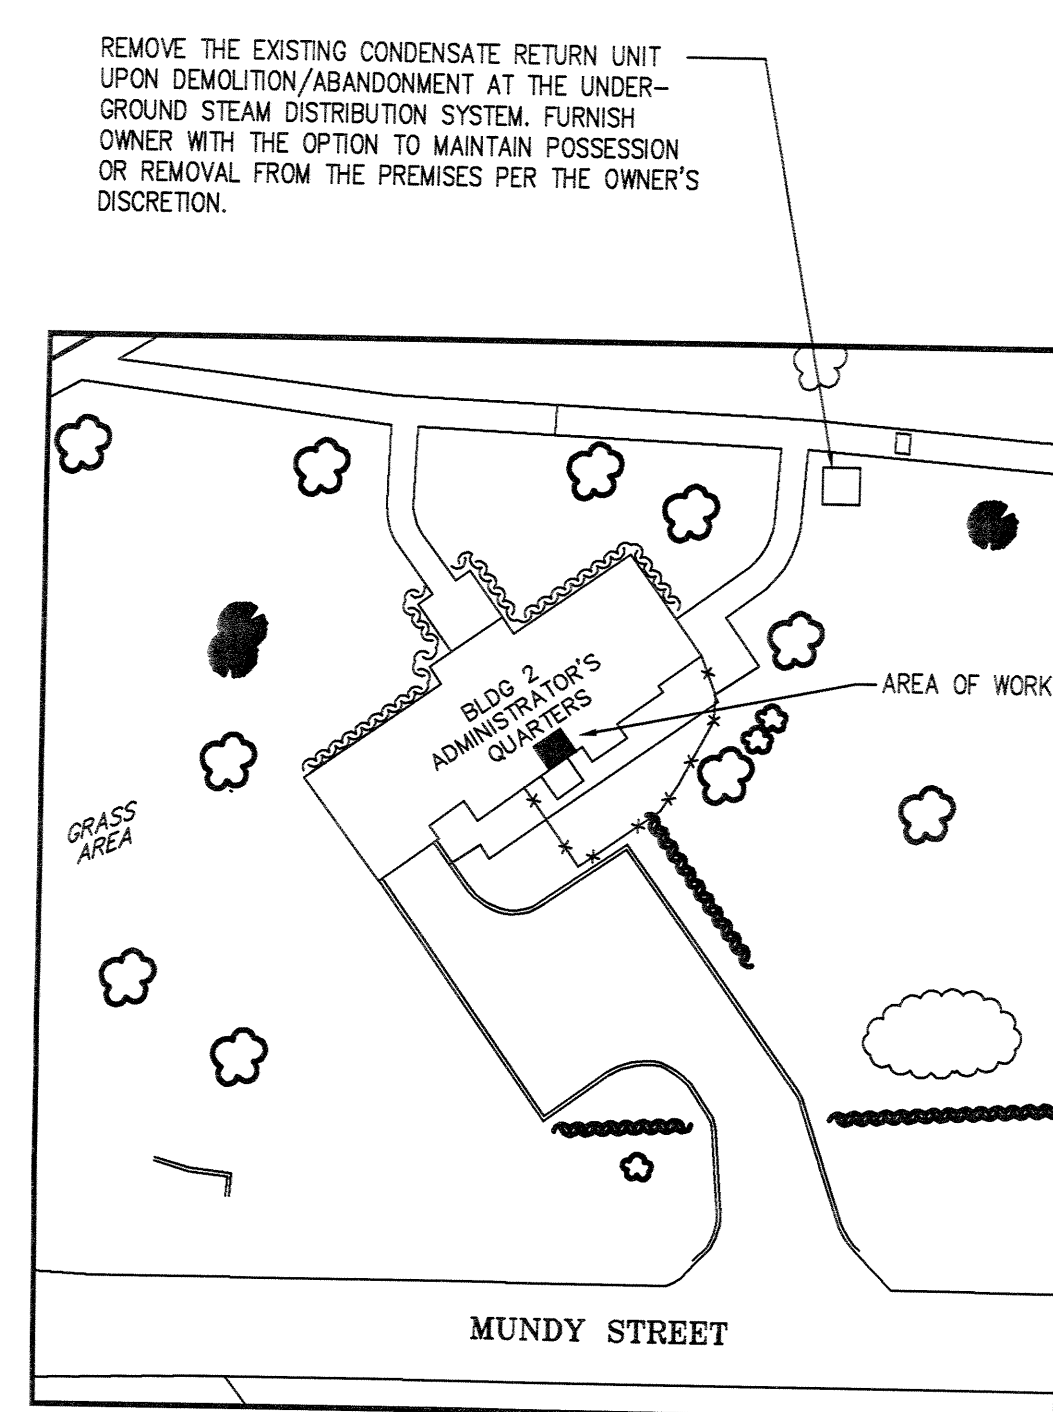 REMOVE THE EXISTING CONDENSATE RETURN UNIT
UPON DEMOLITION/ABANDONMENT AT THE UNDER-
GROUND STEAM DISTRIBUTION SYSTEM. FURNISH
OWNER WITH THE OPTION TO MAINTAIN POSSESSION
OR REMOVAL FROM THE PREMISES PER THE OWNER'S
DISCRETION.
BLDG 2
ADMINISTRATOR'S
QUARTERS
AREA OF WORK
GRASS
AREA
MUNDY STREET